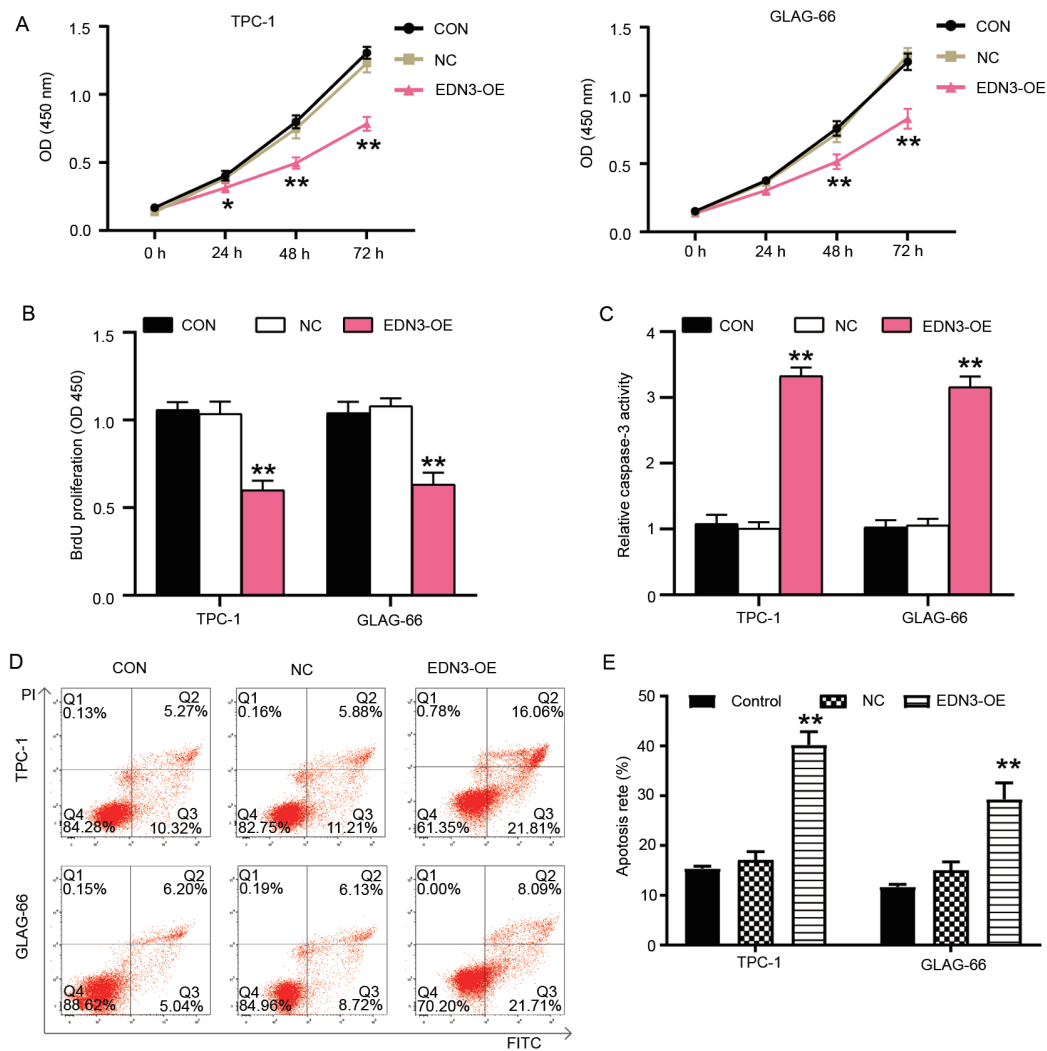 A
TPC-1
CON
NC
EDN3-OE
OD (450 nm)
1.5
1.0
0.5
0.0
*
**
**
0 h
24 h
48 h
72 h
GLAG-66
CON
NC
EDN3-OE
OD (450 nm)
1.5
1.0
0.5
0.0
**
**
0 h
24 h
48 h
72 h
B
CON
NC
EDN3-OE
BrdU proliferation (OD 450)
1.5
1.0
0.5
0.0
**
**
TPC-1
GLAG-66
C
CON
NC
EDN3-OE
Relative caspase-3 activity
4
3
2
1
0
**
**
TPC-1
GLAG-66
D
CON
NC
EDN3-OE
PI
TPC-1
Q1
0.13%
Q2
5.27%
Q4
84.28%
Q3
10.32%
Q1
0.16%
Q2
5.88%
Q4
82.75%
Q3
11.21%
Q1
0.78%
Q2
16.06%
Q4
61.35%
Q3
21.81%
GLAG-66
Q1
0.15%
Q2
6.20%
Q4
88.62%
Q3
5.04%
Q1
0.19%
Q2
6.13%
Q4
84.96%
Q3
8.72%
Q1
0.00%
Q2
8.09%
Q4
70.20%
Q3
21.71%
FITC
E
Control
NC
EDN3-OE
Apotosis rete (%)
50
40
30
20
10
0
**
**
TPC-1
GLAG-66